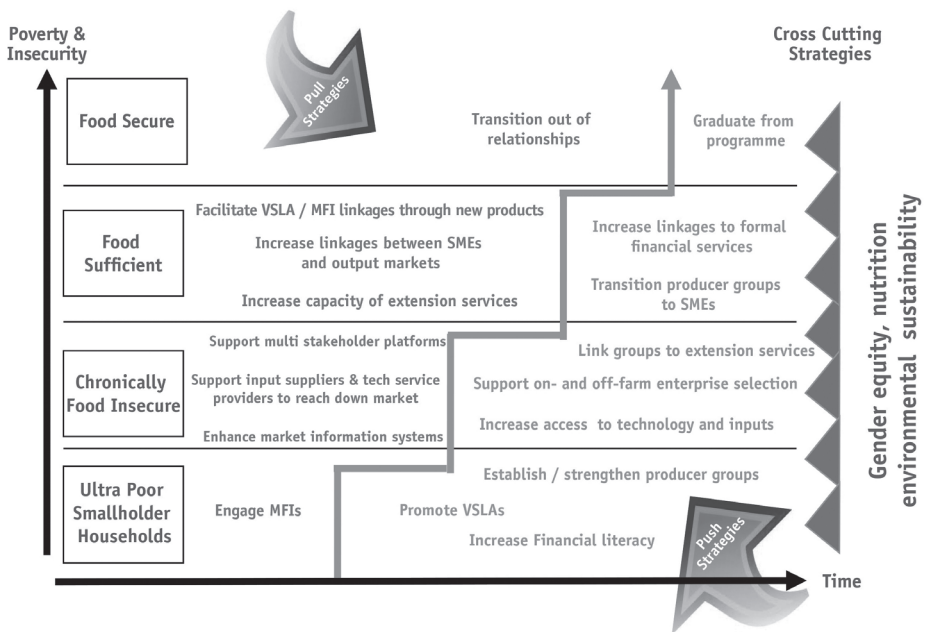 Poverty &
Insecurity
Cross Cutting
Strategies
Pull
Strategies
Food Secure
Transition out of
relationships
Graduate from
programme
Food
Sufficient
Facilitate VSLA / MFI linkages through new products
Increase linkages between SMEs
and output markets
Increase capacity of extension services
Increase linkages to formal
financial services
Transition producer groups
to SMEs
Chronically
Food Insecure
Support multi stakeholder platforms
Support input suppliers & tech service
providers to reach down market
Enhance market information systems
Link groups to extension services
Support on- and off-farm enterprise selection
Increase access to technology and inputs
Ultra Poor
Smallholder
Households
Engage MFIs
Establish / strengthen producer groups
Promote VSLAs
Increase Financial literacy
Push
Strategies
Time
Gender equity, nutrition
environmental sustainability